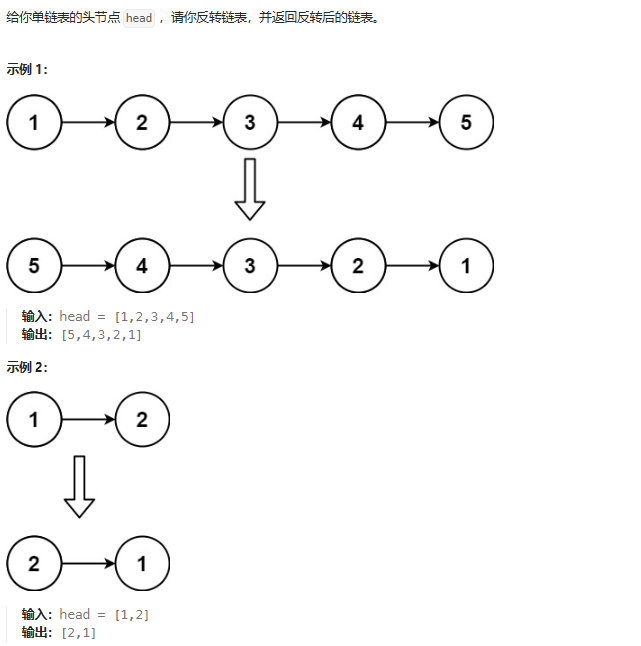 给你单链表的头节点 head ，请你反转链表，并返回反转后的链表。
示例 1：
1 2 3 4 5
5 4 3 2 1
输入：head = [1,2,3,4,5]
输出：[5,4,3,2,1]
示例 2：
1 2
2 1
输入：head = [1,2]
输出：[2,1]